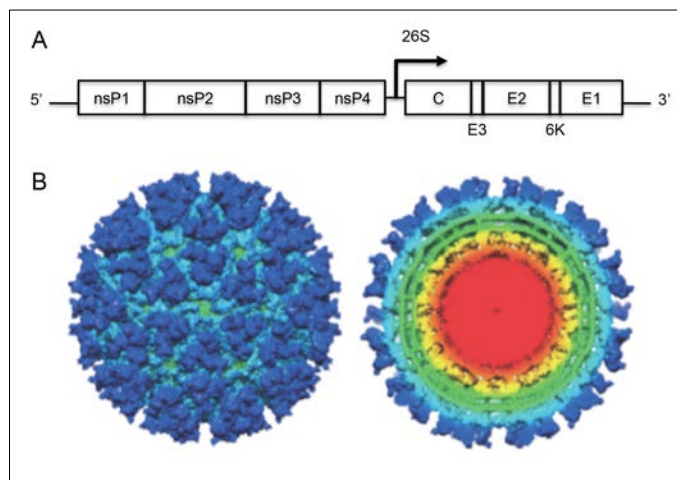 A
26S
5’ nsP1 nsP2 nsP3 nsP4 C E2 E1 3’
E3 6K
B